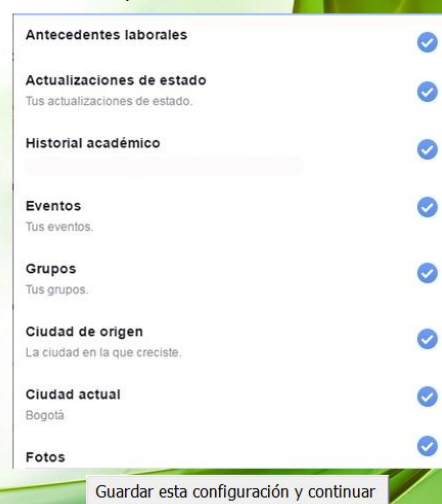 Antecedentes laborales
Actualizaciones de estado
Tus actualizaciones de estado.
Historial académico
Eventos
Tus eventos.
Grupos
Tus grupos.
Ciudad de origen
La ciudad en la que creciste.
Ciudad actual
Bogotá
Fotos
Guardar esta configuración y continuar